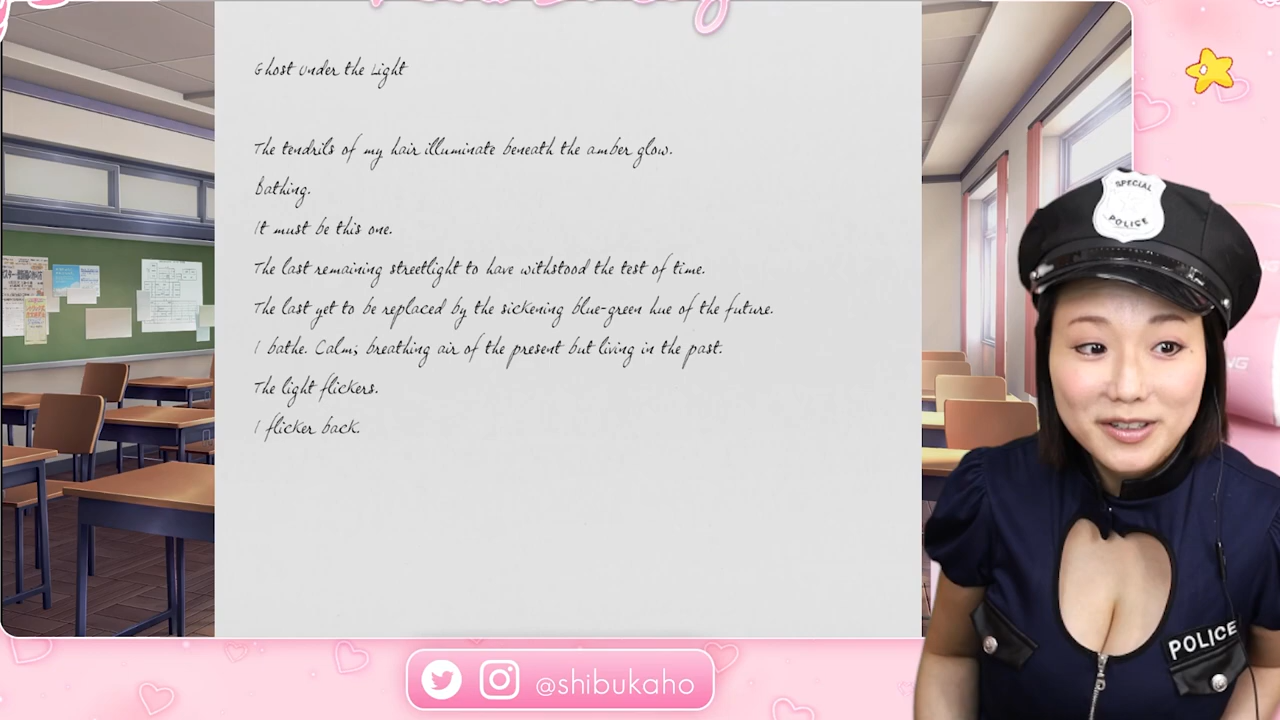 Ghost Under the Light
The tendrils of my hair illuminate beneath the amber glow.
Bathing.
It must be this one.
The last remaining streetlight to have withstood the test of time.
The last yet to be replaced by the sickening blue-green hue of the future.
I bathe. Calm; breathing air of the present but living in the past.
The light flickers.
I flicker back.
SPECIAL
POLICE
POLICE
@shibukaho